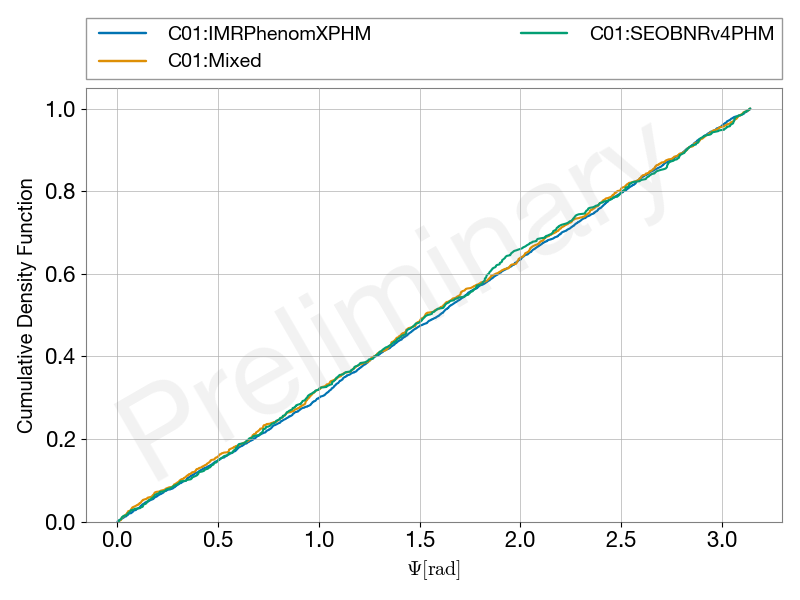 C01:IMRPhenomXPHM
C01:Mixed
C01:SEOBNRv4PHM
Cumulative Density Function
1.0
0.8
0.6
0.4
0.2
0.0
Preliminary
0.0 0.5 1.0 1.5 2.0 2.5 3.0
Ψ[rad]